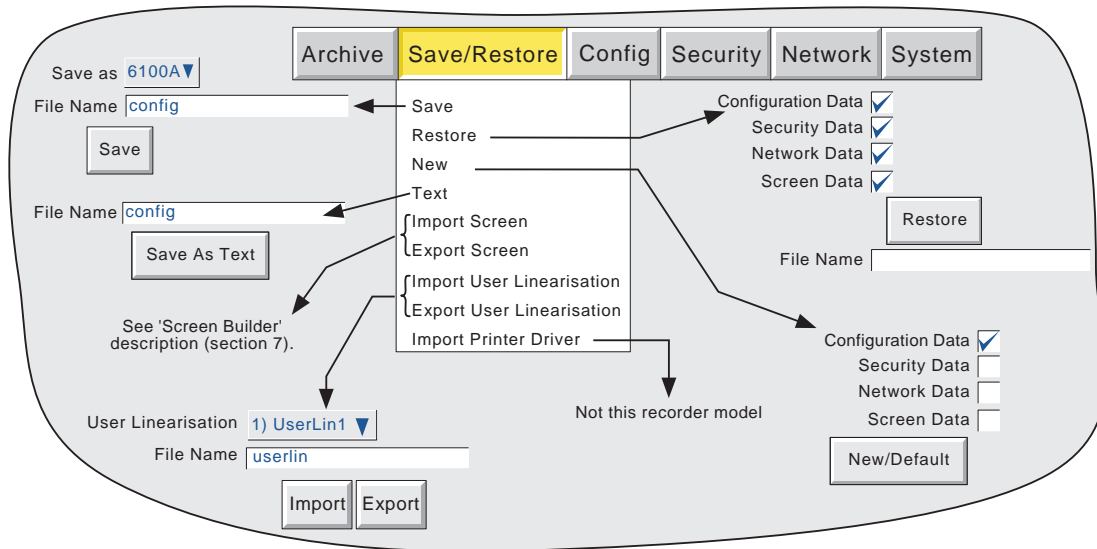 Archive Save/Restore Config Security Network System
Save as 6100A
File Name config
Save
File Name config
Save As Text
See 'Screen Builder'
description (section 7).
User Linearisation 1) UserLin1
File Name userlin
Import Export
Save
Restore
New
Text
Import Screen
Export Screen
Import User Linearisation
Export User Linearisation
Import Printer Driver
Not this recorder model
Configuration Data
Security Data
Network Data
Screen Data
Restore
File Name
Configuration Data
Security Data
Network Data
Screen Data
New/Default